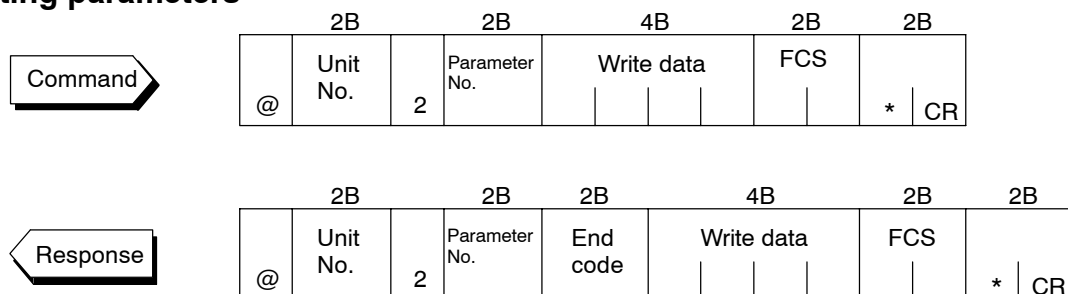 ting parameters
2B 2B 4B 2B 2B
Command
@ Unit No. 2 Parameter No. Write data FCS * CR
2B 2B 2B 4B 2B 2B
Response
@ Unit No. 2 Parameter No. End code Write data FCS * CR